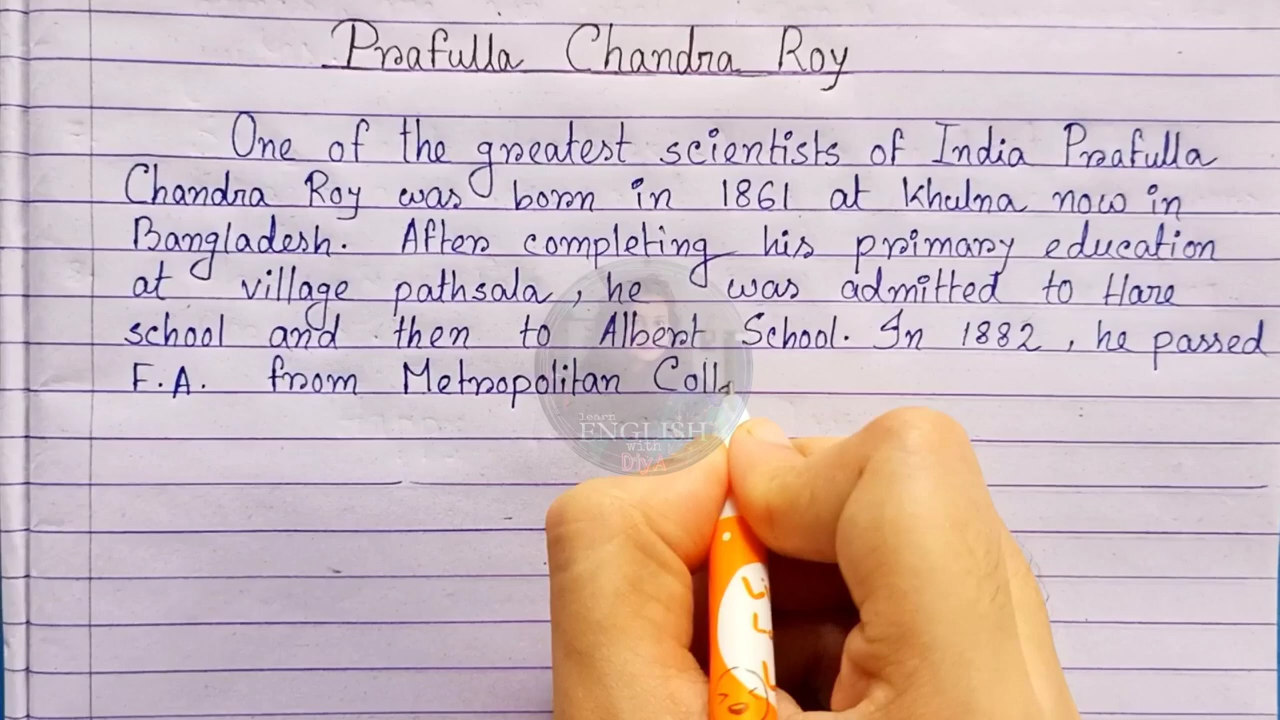 Prafulla Chandra Roy
One of the greatest scientists of India Prafulla
Chandra Roy was born in 1861 at Khulna now in
Bangladesh. After completing his primary education
at village pathsala, he was admitted to Hare
school and then to Albert School. In 1882, he passed
F.A. from Metropolitan Coll
learn
ENGLISH
with
DiyA